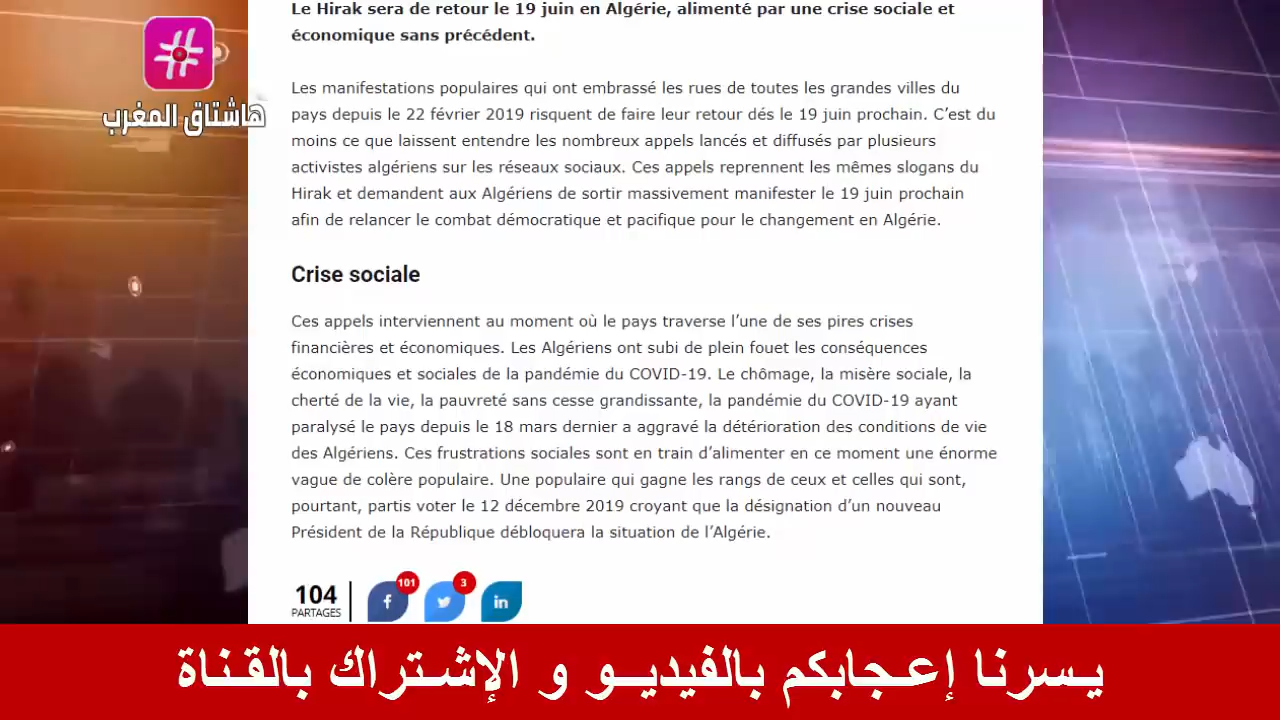 Le Hirak sera de retour le 19 juin en Algérie, alimenté par une crise sociale et
économique sans précédent.
Les manifestations populaires qui ont embrassé les rues de toutes les grandes villes du
pays depuis le 22 février 2019 risquent de faire leur retour dés le 19 juin prochain. C’est du
moins ce que laissent entendre les nombreux appels lancés et diffusés par plusieurs
activistes algériens sur les réseaux sociaux. Ces appels reprennent les mêmes slogans du
Hirak et demandent aux Algériens de sortir massivement manifester le 19 juin prochain
afin de relancer le combat démocratique et pacifique pour le changement en Algérie.
Crise sociale
Ces appels interviennent au moment où le pays traverse l’une de ses pires crises
financières et économiques. Les Algériens ont subi de plein fouet les conséquences
économiques et sociales de la pandémie du COVID-19. Le chômage, la misère sociale, la
cherté de la vie, la pauvreté sans cesse grandissante, la pandémie du COVID-19 ayant
paralysé le pays depuis le 18 mars dernier a aggravé la détérioration des conditions de vie
des Algériens. Ces frustrations sociales sont en train d’alimenter en ce moment une énorme
vague de colère populaire. Une populaire qui gagne les rangs de ceux et celles qui sont,
pourtant, partis voter le 12 décembre 2019 croyant que la désignation d’un nouveau
Président de la République débloquera la situation de l’Algérie.
104
PARTAGES
101
3
#
هاشتاق المغرب
يـسرنا إعـجابكم بالفيديـو و الإشـتراك بالقـناة